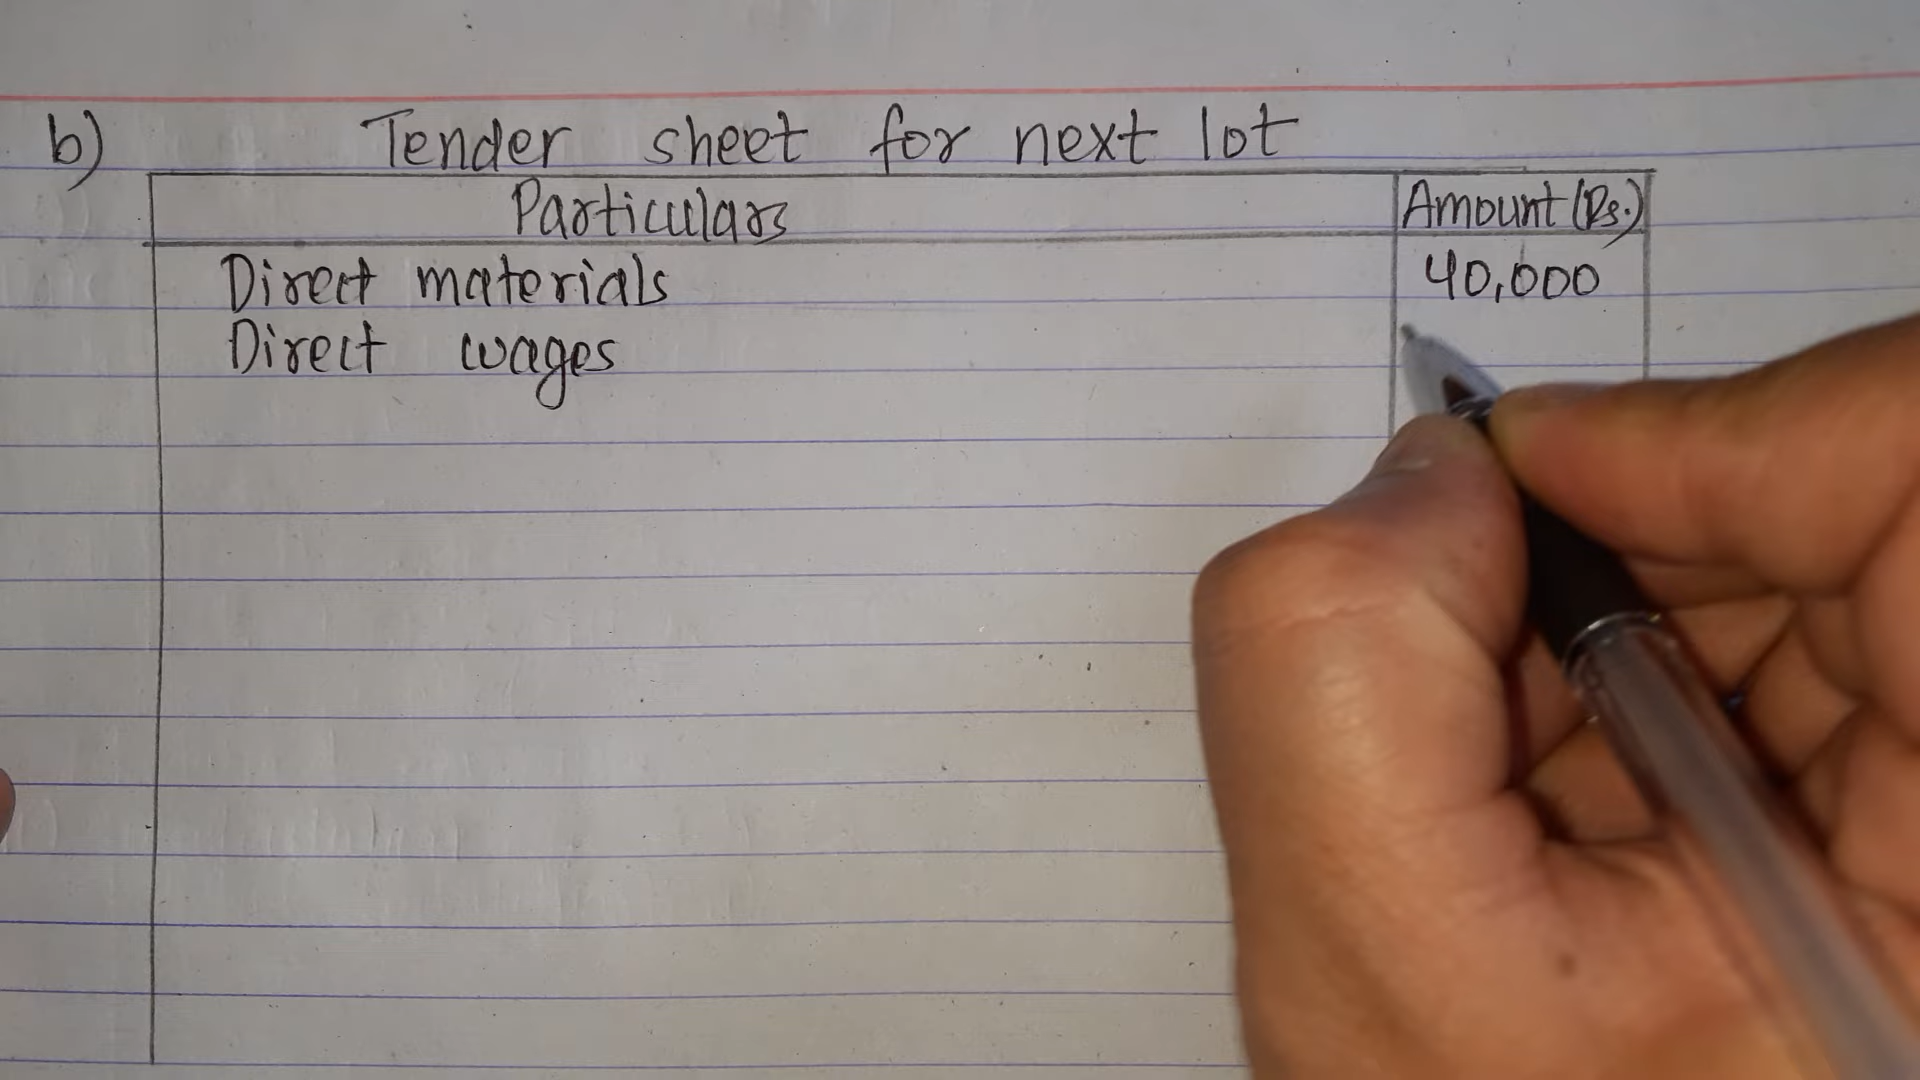 b) Tender sheet for next lot
Particulars Amount (Rs.)
Direct materials 40,000
Direct wages